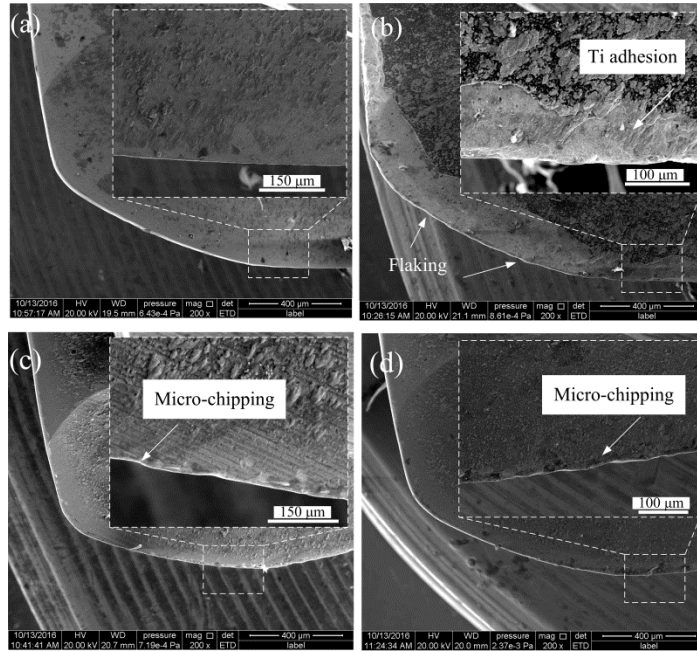 (a)
150 μm
10/13/2016 HV WD pressure mag □ det 400 μm
10:57:17 AM 20.00 kV 19.5 mm 6.43e-4 Pa 200 x ETD label
(b)
Ti adhesion
100 μm
Flaking
10/13/2016 HV WD pressure mag □ det 400 μm
10:26:15 AM 20.00 kV 21.1 mm 8.61e-4 Pa 200 x ETD label
(c)
Micro-chipping
150 μm
10/13/2016 HV WD pressure mag □ det 400 μm
10:41:41 AM 20.00 kV 20.7 mm 7.19e-4 Pa 200 x ETD label
(d)
Micro-chipping
100 μm
10/13/2016 HV WD pressure mag □ det 400 μm
11:24:34 AM 20.00 kV 20.0 mm 2.37e-3 Pa 200 x ETD label